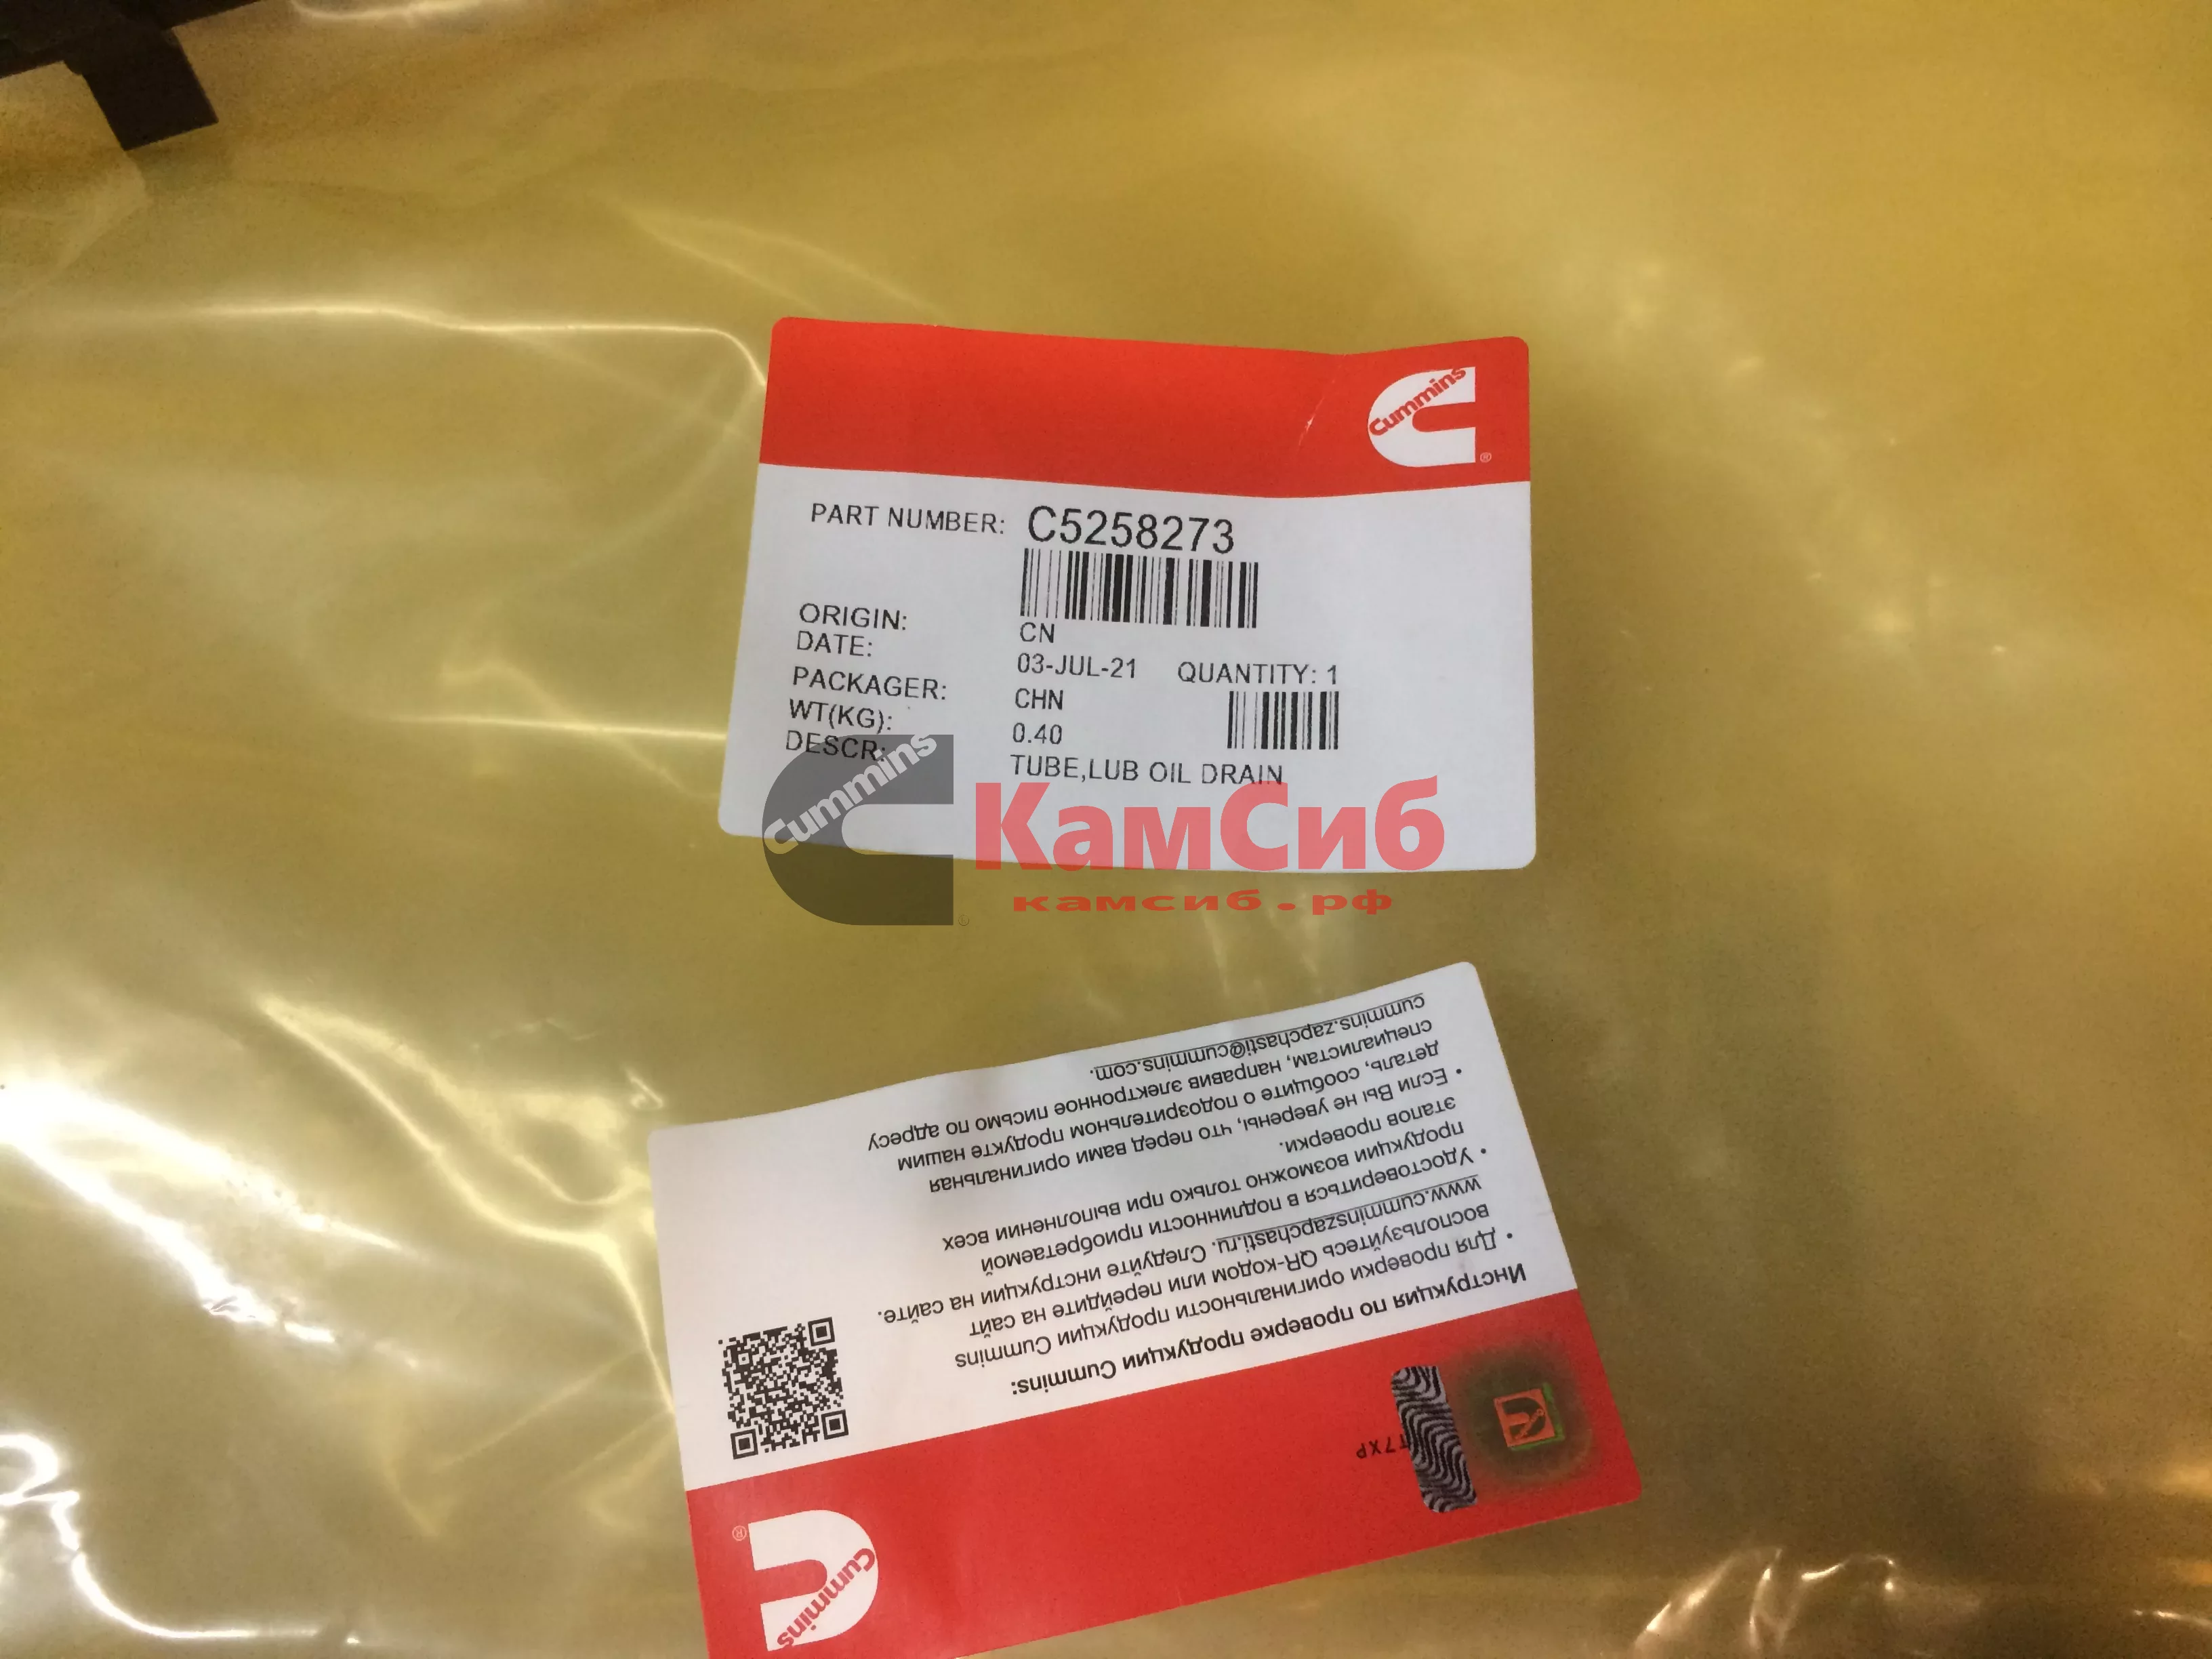 Cummins
®
PART NUMBER: C5258273
ORIGIN: CN
DATE: 03-JUL-21 QUANTITY: 1
PACKAGER: CHN
WT(KG): 0.40
DESCR: TUBE,LUB OIL DRAIN
Cummins
КамСиб
камсиб.рф
®
Cummins
®
T7XP
Инструкция по проверке продукции Cummins:
• Для проверки оригинальности продукции Cummins
воспользуйтесь QR-кодом или перейдите на сайт
www.cumminszapchasti.ru. Следуйте инструкции на сайте.
• Удостовериться в подлинности приобретаемой
продукции возможно только при выполнении всех
этапов проверки.
• Если Вы не уверены, что перед вами оригинальная
деталь, сообщите о подозрительном продукте нашим
специалистам, направив электронное письмо по адресу
cummins.zapchasti@cummins.com.